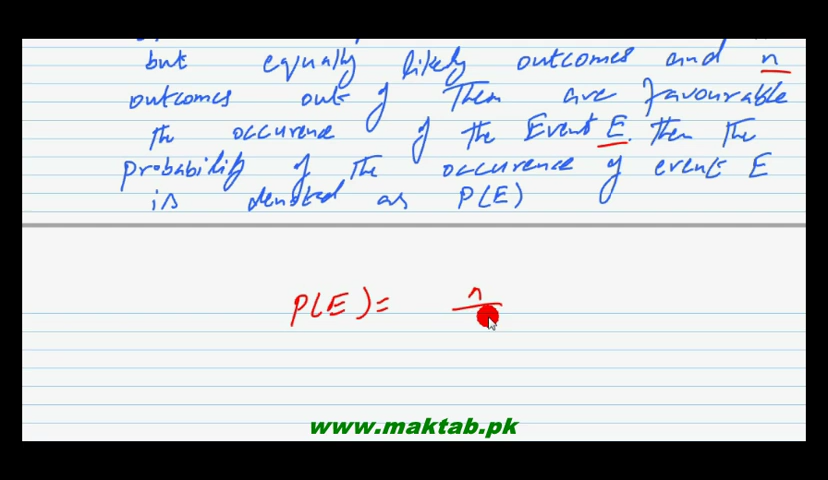 but equally likely outcomes and n
outcomes out of Them are favourable
the occurence of the Event E. Then the
probability of the occurence of event E
is denoted as P(E)
P(E) = n
www.maktab.pk